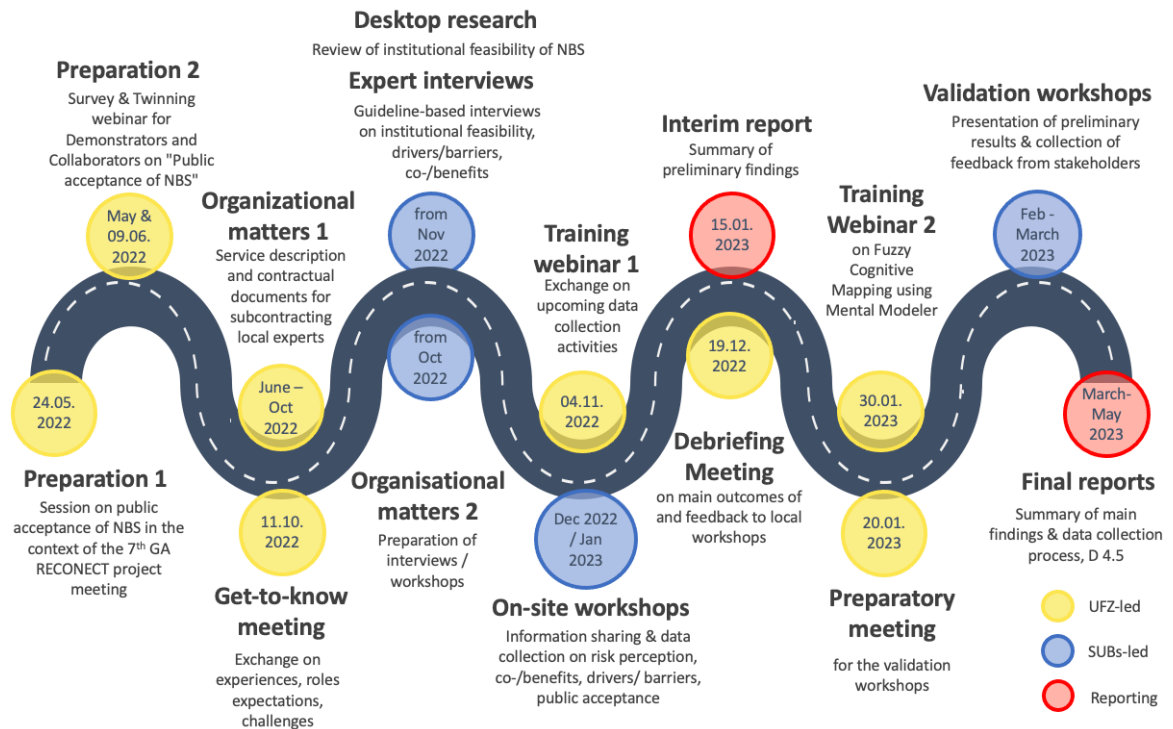 Desktop research
Review of institutional feasibility of NBS
Expert interviews
Guideline-based interviews
on institutional feasibility,
drivers/barriers,
co-/benefits
from
Nov
2022
Preparation 2
Survey & Twinning
webinar for
Demonstrators and
Collaborators on "Public
acceptance of NBS"
May &
09.06.
2022
Organizational
matters 1
Service description
and contractual
documents for
subcontracting
local experts
June –
Oct
2022
from
Oct
2022
Training
webinar 1
Exchange on
upcoming data
collection
activities
04.11.
2022
Interim report
Summary of
preliminary findings
15.01.
2023
19.12.
2022
Training
Webinar 2
on Fuzzy
Cognitive
Mapping using
Mental Modeler
30.01.
2023
Validation workshops
Presentation of preliminary
results & collection of
feedback from stakeholders
Feb -
March
2023
24.05.
2022
Preparation 1
Session on public
acceptance of NBS in the
context of the 7th GA
RECONECT project
meeting
11.10.
2022
Get-to-know
meeting
Exchange on
experiences, roles
expectations,
challenges
Organisational
matters 2
Preparation of
interviews /
workshops
Dec 2022
/ Jan
2023
On-site workshops
Information sharing & data
collection on risk perception,
co-/benefits, drivers/ barriers,
public acceptance
Debriefing
Meeting
on main outcomes of
and feedback to local
workshops
20.01.
2023
Preparatory
meeting
for the validation
workshops
March-
May
2023
Final reports
Summary of main
findings & data collection
process, D 4.5
UFZ-led
SUBs-led
Reporting